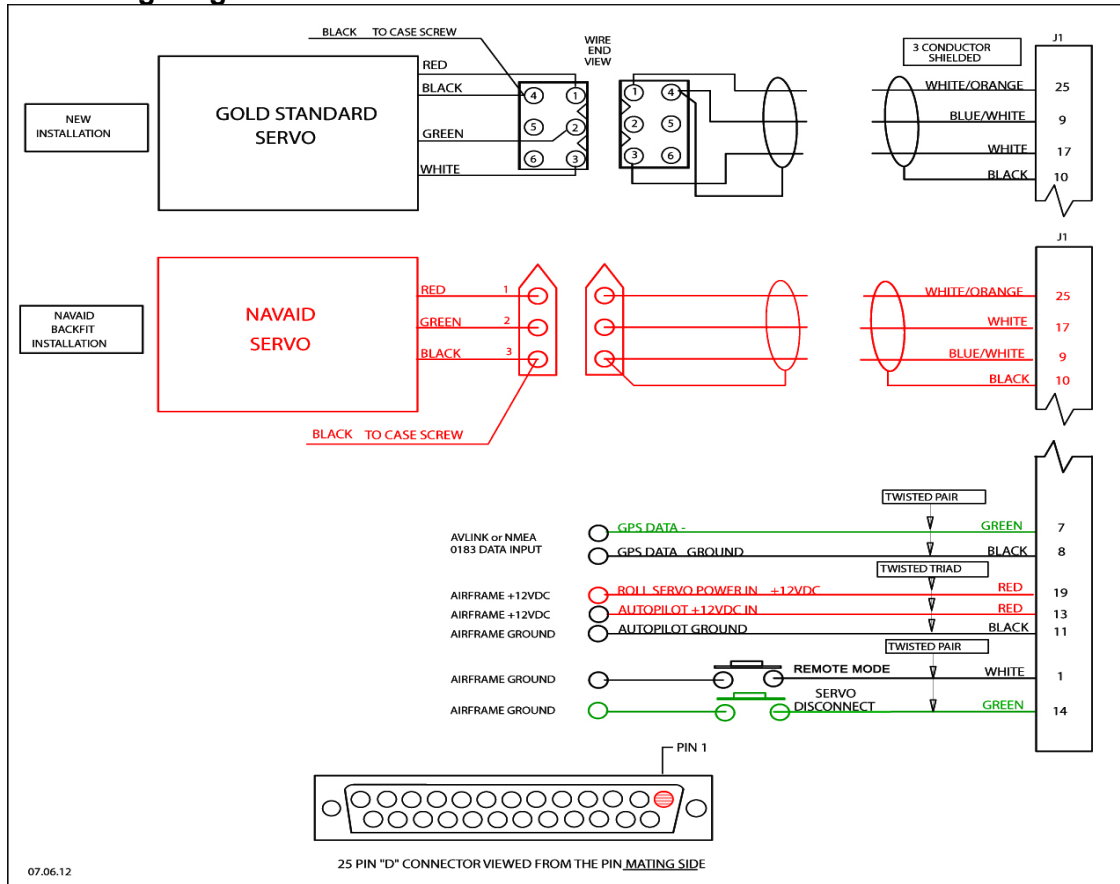 BLACK TO CASE SCREW
WIRE
END
VIEW
3 CONDUCTOR
SHIELDED
J1
NEW
INSTALLATION
GOLD STANDARD
SERVO
RED
BLACK
GREEN
WHITE
4 1
5 2
6 3
1 4
2 5
3 6
WHITE/ORANGE 25
BLUE/WHITE 9
WHITE 17
BLACK 10
J1
NAVAID
BACKFIT
INSTALLATION
NAVAID
SERVO
RED 1
GREEN 2
BLACK 3
WHITE/ORANGE 25
WHITE 17
BLUE/WHITE 9
BLACK 10
BLACK TO CASE SCREW
TWISTED PAIR
AVLINK or NMEA
0183 DATA INPUT
GPS DATA - GREEN 7
GPS DATA GROUND BLACK 8
TWISTED TRIAD
AIRFRAME +12VDC ROLL SERVO POWER IN +12VDC RED 19
AIRFRAME +12VDC AUTOPILOT +12VDC IN RED 13
AIRFRAME GROUND AUTOPILOT GROUND BLACK 11
TWISTED PAIR
AIRFRAME GROUND REMOTE MODE WHITE 1
AIRFRAME GROUND SERVO
DISCONNECT GREEN 14
PIN 1
25 PIN "D" CONNECTOR VIEWED FROM THE PIN MATING SIDE
07.06.12